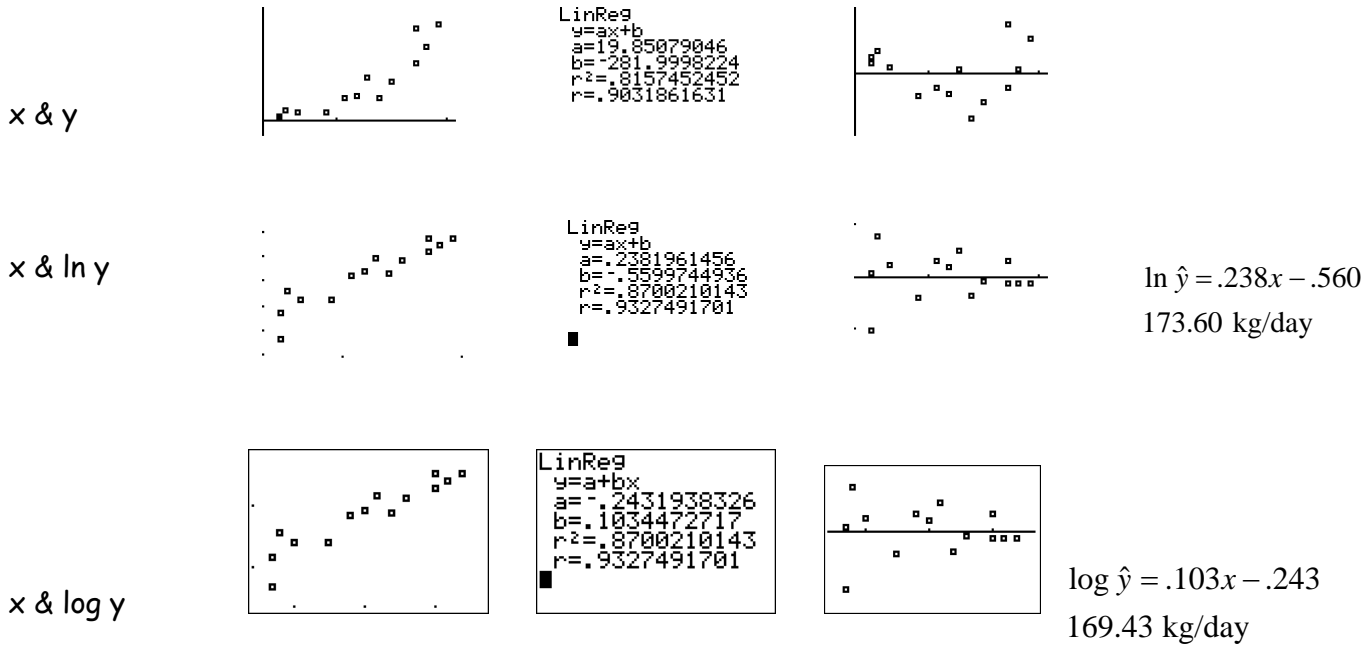 x & y
LinReg
y=ax+b
a=19.85079046
b=-281.9998224
r²=.8157452452
r=.9031861631
x & ln y
LinReg
y=ax+b
a=.2381961456
b=-.5599744936
r²=.8700210143
r=.9327491701
ln ŷ = .238x − .560
173.60 kg/day
x & log y
LinReg
y=a+bx
a=-.2431938326
b=.1034472717
r²=.8700210143
r=.9327491701
log ŷ = .103x − .243
169.43 kg/day